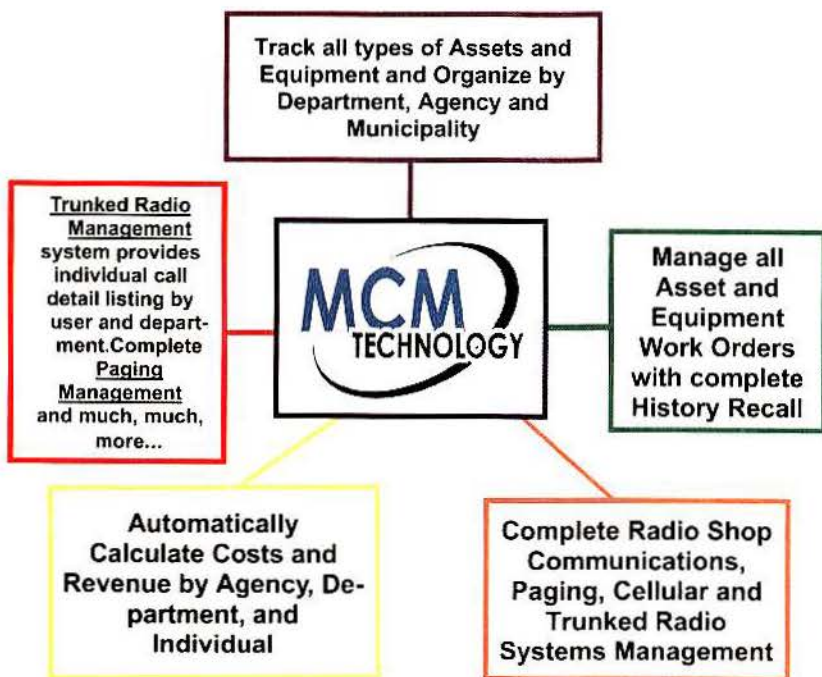 Track all types of Assets and
Equipment and Organize by
Department, Agency and
Municipality
Trunked Radio
Management
system provides
individual call
detail listing by
user and depart-
ment.Complete
Paging
Management
and much, much,
more...
MCM
TECHNOLOGY
Manage all
Asset and
Equipment
Work Orders
with complete
History Recall
Automatically
Calculate Costs and
Revenue by Agency, De-
partment, and
Individual
Complete Radio Shop
Communications,
Paging, Cellular and
Trunked Radio
Systems Management